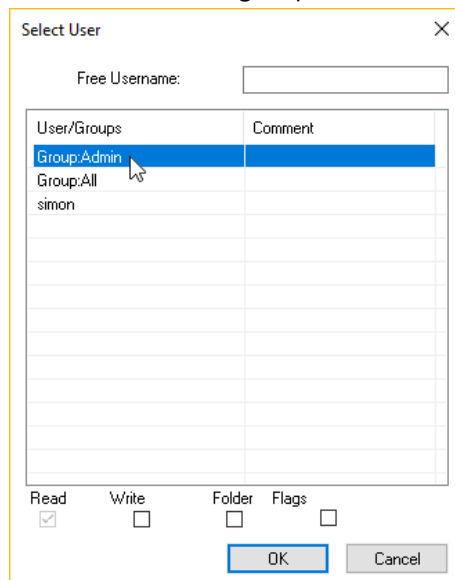 Select User
Free Username:
User/Groups Comment
Group:Admin
Group:All
simon
Read Write Folder Flags
OK Cancel